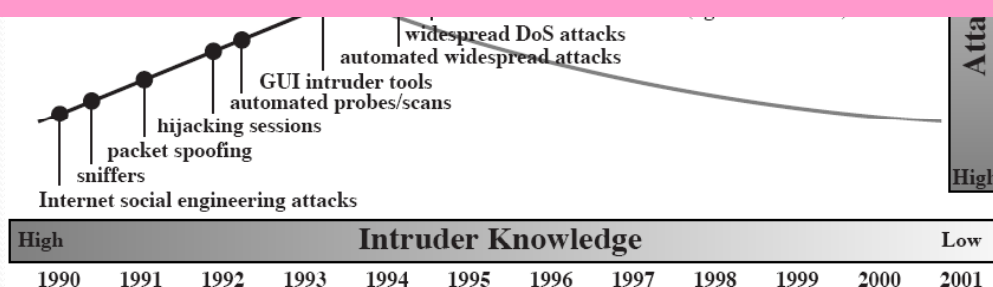 widespread DoS attacks
automated widespread attacks
GUI intruder tools
automated probes/scans
hijacking sessions
packet spoofing
sniffers
Internet social engineering attacks
Atta
High
High Intruder Knowledge Low
1990 1991 1992 1993 1994 1995 1996 1997 1998 1999 2000 2001